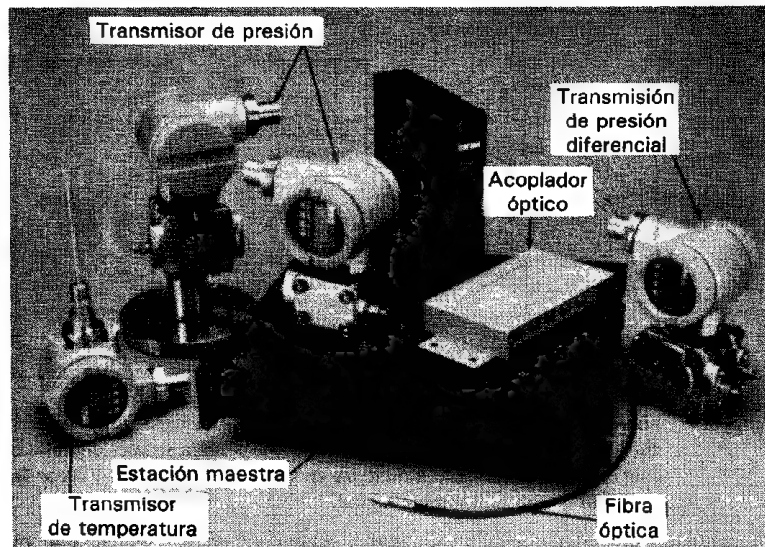 Transmisor de presión
Transmisión
de presión
diferencial
Acoplador
óptico
Estación maestra
Transmisor
de temperatura
Fibra
óptica